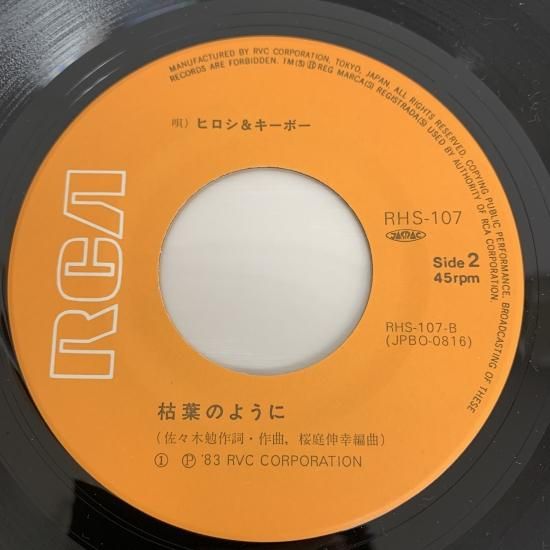 MANUFACTURED BY RVC CORPORATION, TOKYO, JAPAN. ALL RIGHTS RESERVED. COPYING PUBLIC PERFORMANCE, BROADCASTING OF THESE
RECORDS ARE FORBIDDEN. TM(S) ® REG MARCA(S) REGISTRADA(S) USED BY AUTHORITY OF RCA CORPORATION.
唄) ヒロシ&キーボー
RCA
RHS-107
JASRAC
Side 2
45rpm
RHS-107-B
(JPBO-0816)
枯葉のように
(佐々木勉作詞・作曲, 桜庭伸幸編曲)
① Ⓟ '83 RVC CORPORATION